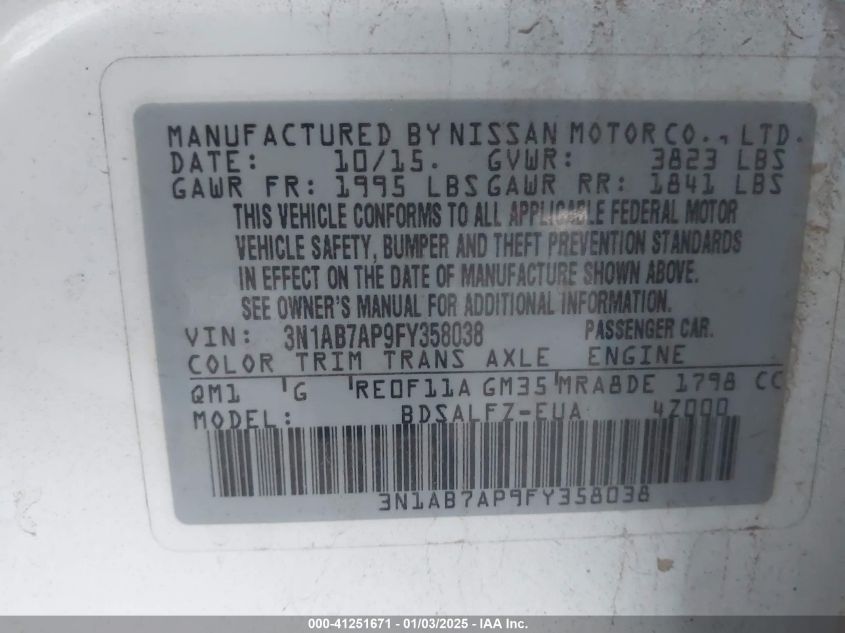 MANUFACTURED BY NISSAN MOTOR CO., LTD.
DATE: 10/15. GVWR: 3823 LBS
GAWR FR: 1995 LBS GAWR RR: 1841 LBS
THIS VEHICLE CONFORMS TO ALL APPLICABLE FEDERAL MOTOR
VEHICLE SAFETY, BUMPER AND THEFT PREVENTION STANDARDS
IN EFFECT ON THE DATE OF MANUFACTURE SHOWN ABOVE.
SEE OWNER'S MANUAL FOR ADDITIONAL INFORMATION.
VIN: 3N1AB7AP9FY358038 PASSENGER CAR.
COLOR TRIM TRANS AXLE ENGINE
QM1 'G 'RE0F11A GM35 'MRA8DE 1798 CC
MODEL: BDSALFZ-EUA 4Z000
3N1AB7AP9FY358038
000-41251671 - 01/03/2025 - IAA Inc.